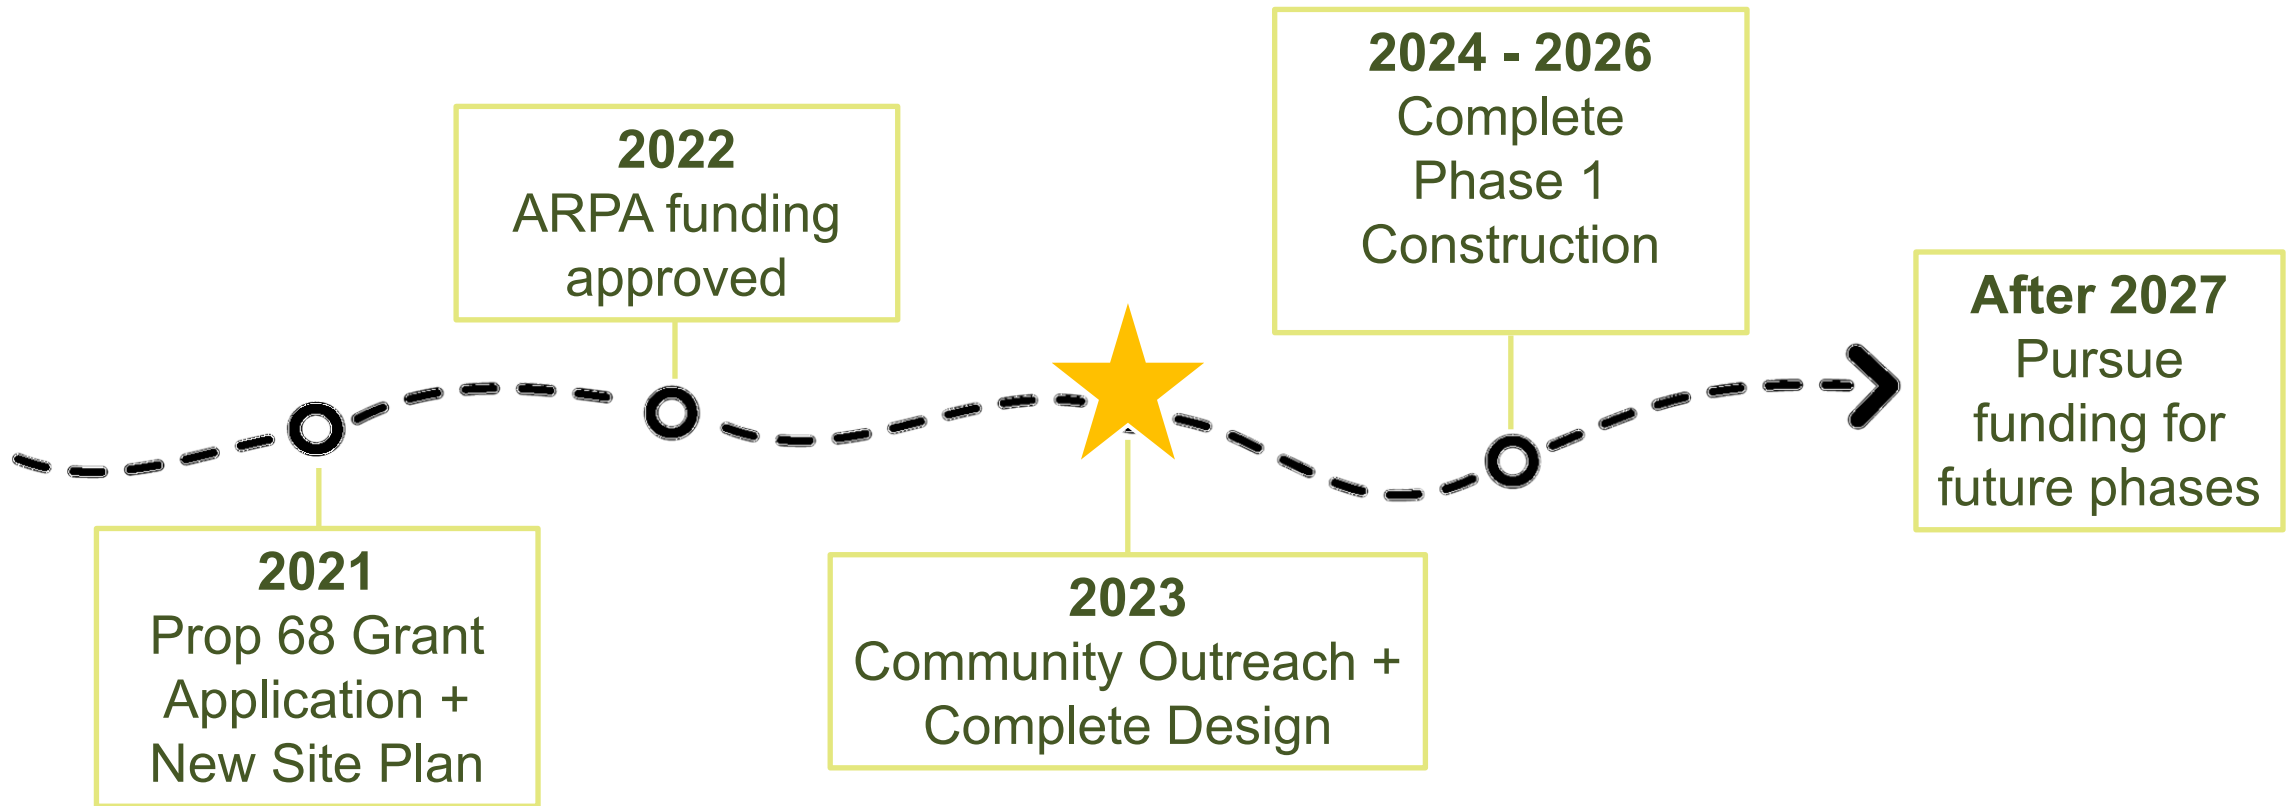 2021
Prop 68 Grant
Application +
New Site Plan
2022
ARPA funding
approved
2023
Community Outreach +
Complete Design
2024 - 2026
Complete
Phase 1
Construction
After 2027
Pursue
funding for
future phases